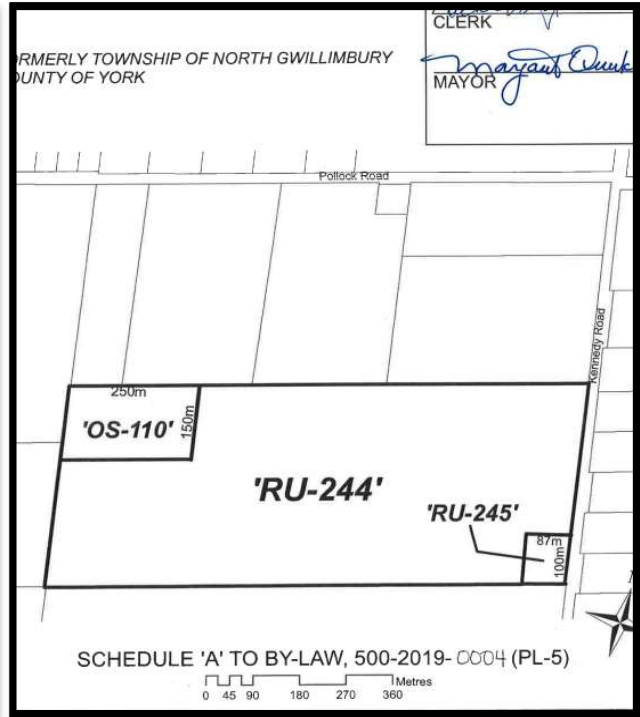 CLERK
ORMERLY TOWNSHIP OF NORTH GWILLIMBURY
OUNTY OF YORK
MAYOR
Pollock Road
Kennedy Road
250m
150m
'OS-110'
'RU-244'
'RU-245'
87m
100m
SCHEDULE 'A' TO BY-LAW, 500-2019-0004 (PL-5)
Metres
0 45 90 180 270 360